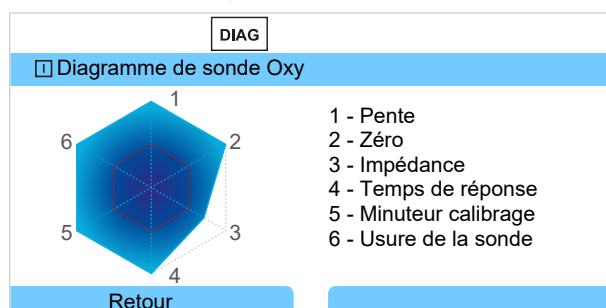 DIAG
I Diagramme de sonde Oxy
1
2
3
4
5
6
1 - Pente
2 - Zéro
3 - Impédance
4 - Temps de réponse
5 - Minuteur calibrage
6 - Usure de la sonde
Retour